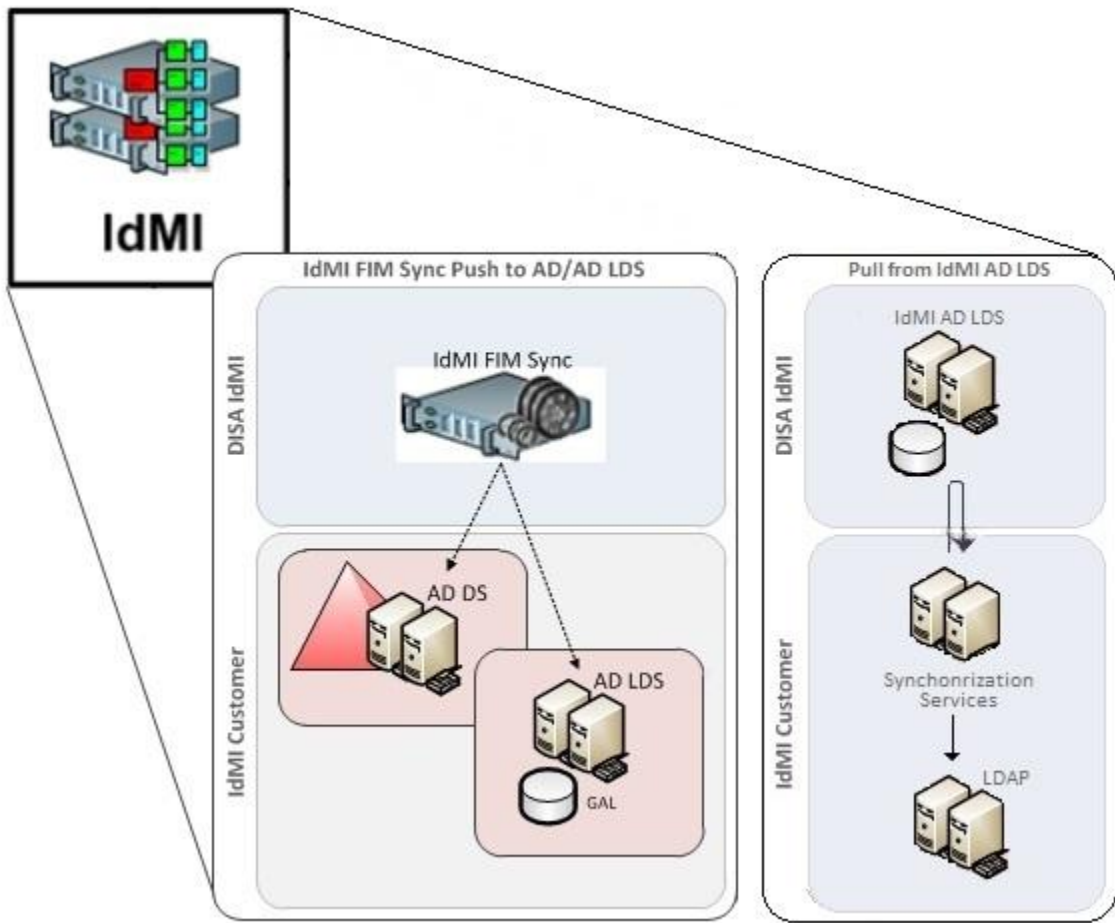 IdMI
IdMI FIM Sync Push to AD/AD LDS
DISA IdMI
IdMI FIM Sync
IdMI Customer
AD DS
AD LDS
GAL
Pull from IdMI AD LDS
DISA IdMI
IdMI AD LDS
IdMI Customer
Synchonrization
Services
LDAP